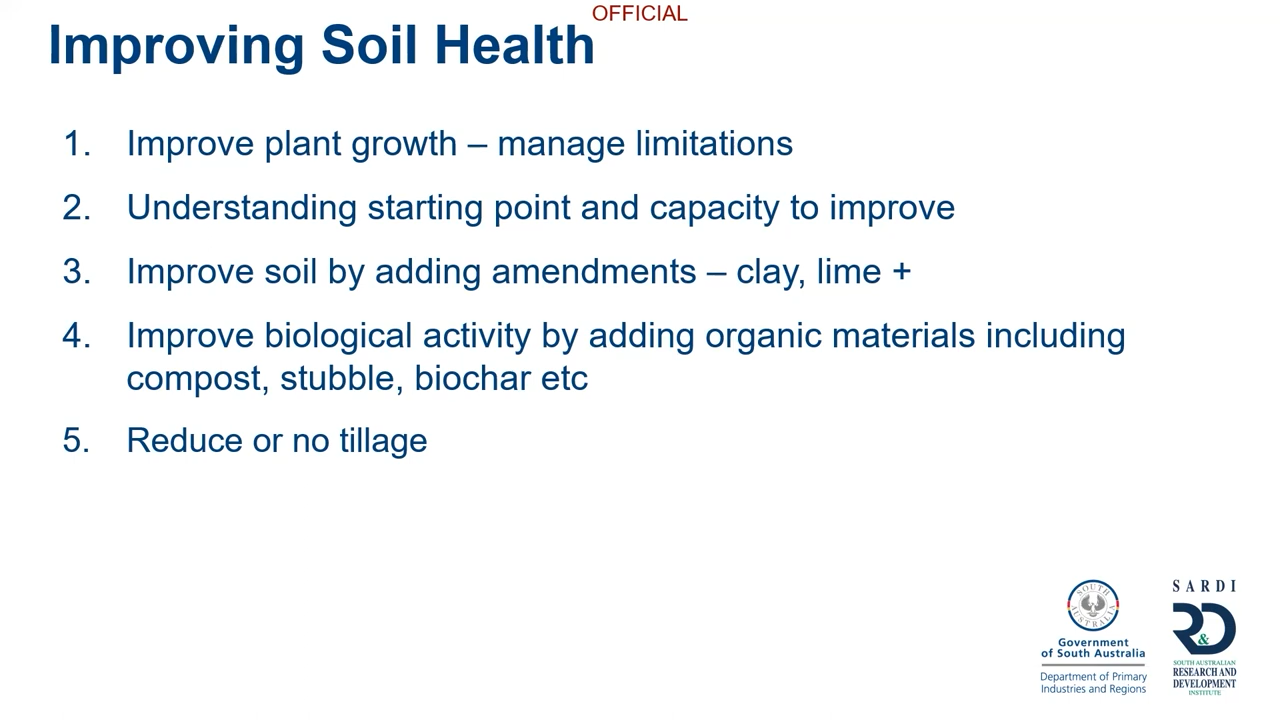 OFFICIAL
Improving Soil Health
1. Improve plant growth – manage limitations
2. Understanding starting point and capacity to improve
3. Improve soil by adding amendments – clay, lime +
4. Improve biological activity by adding organic materials including
compost, stubble, biochar etc
5. Reduce or no tillage
SOUTH AUSTRALIA
Government
of South Australia
Department of Primary
Industries and Regions
SARDI
R&D
SOUTH AUSTRALIAN
RESEARCH AND
DEVELOPMENT
INSTITUTE